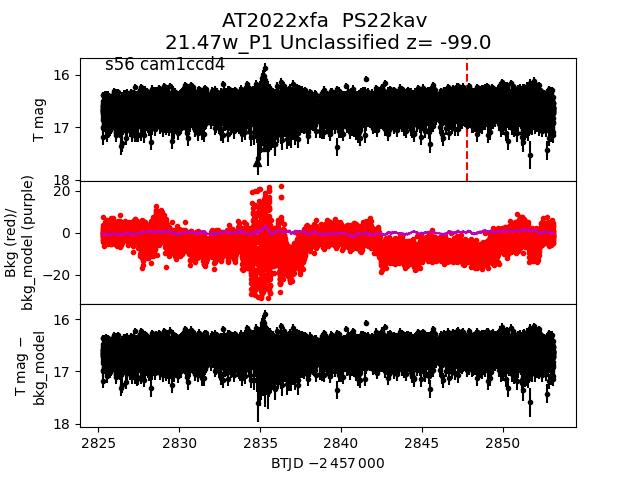 AT2022xfa  PS22kav
21.47w_P1 Unclassified z= -99.0
s56 cam1ccd4
T mag
16
17
18
Bkg (red)/
bkg_model (purple)
20
0
−20
T mag −
bkg_model
16
17
18
2825
2830
2835
2840
2845
2850
BTJD −2 457 000